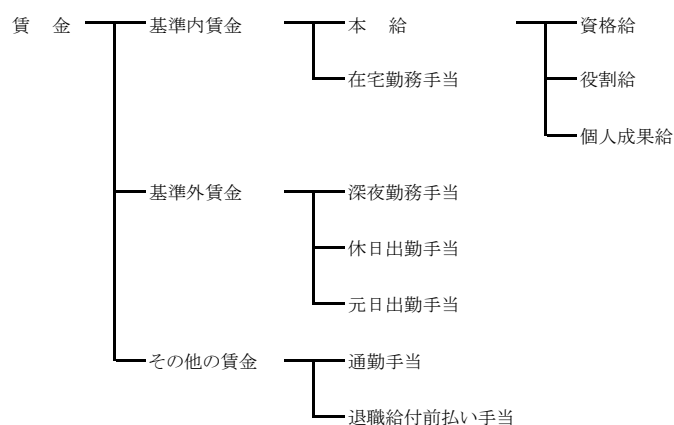 賃　金　基準内賃金　本　給　資格給
在宅勤務手当　役割給
個人成果給
基準外賃金　深夜勤務手当
休日出勤手当
元日出勤手当
その他の賃金　通勤手当
退職給付前払い手当